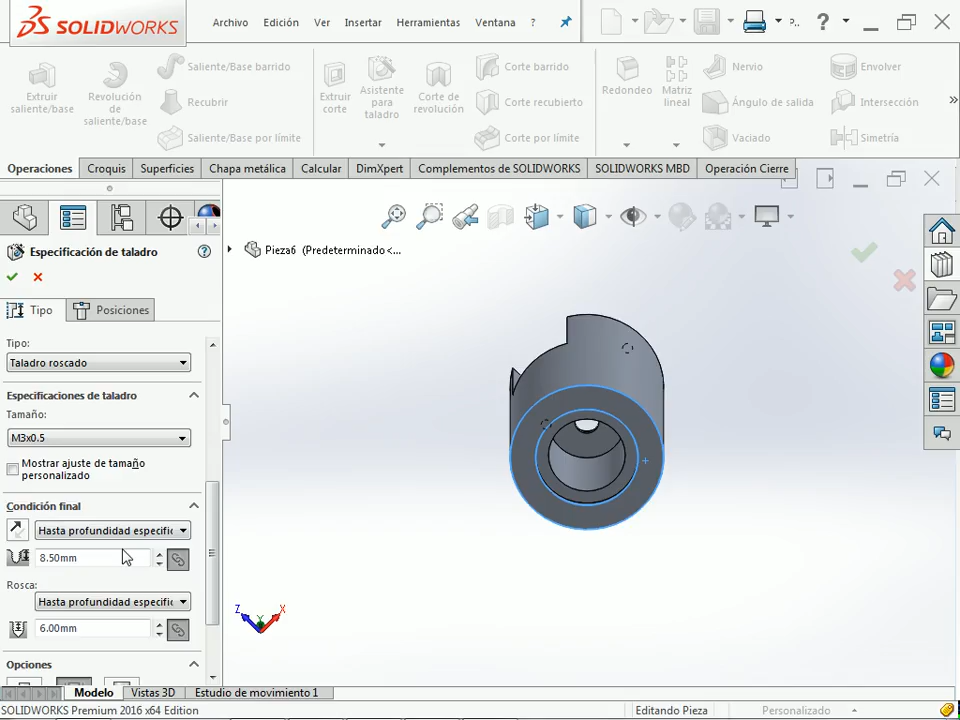 SOLIDWORKS
Archivo Edición Ver Insertar Herramientas Ventana ? P.. ?
Extruir saliente/base
Revolución de saliente/base
Saliente/Base barrido
Recubrir
Saliente/Base por límite
Extruir corte
Asistente para taladro
Corte de revolución
Corte barrido
Corte recubierto
Corte por límite
Redondeo
Matriz lineal
Nervio
Ángulo de salida
Vaciado
Envolver
Intersección
Simetría
»
Operaciones Croquis Superficies Chapa metálica Calcular DimXpert Complementos de SOLIDWORKS SOLIDWORKS MBD Operación Cierre
Especificación de taladro ?
Pieza6 (Predeterminado<...
Tipo Posiciones
Tipo:
Taladro roscado
Especificaciones de taladro
Tamaño:
M3x0.5
Mostrar ajuste de tamaño
personalizado
Condición final
Hasta profundidad especific
8.50mm
Rosca:
Hasta profundidad especific
6.00mm
Opciones
Z Y X
Modelo Vistas 3D Estudio de movimiento 1
SOLIDWORKS Premium 2016 x64 Edition Editando Pieza Personalizado